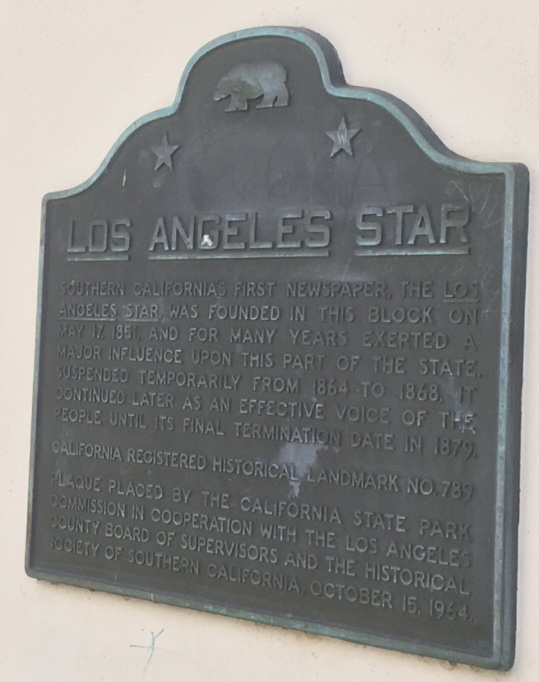 LOS ANGELES STAR
SOUTHERN CALIFORNIA'S FIRST NEWSPAPER, THE LOS
ANGELES STAR, WAS FOUNDED IN THIS BLOCK ON
MAY 17, 1851, AND FOR MANY YEARS EXERTED A
MAJOR INFLUENCE UPON THIS PART OF THE STATE.
SUSPENDED TEMPORARILY FROM 1864 TO 1868, IT
CONTINUED LATER AS AN EFFECTIVE VOICE OF THE
PEOPLE UNTIL ITS FINAL TERMINATION DATE IN 1879.
CALIFORNIA REGISTERED HISTORICAL LANDMARK NO. 789
PLAQUE PLACED BY THE CALIFORNIA STATE PARK
COMMISSION IN COOPERATION WITH THE LOS ANGELES
COUNTY BOARD OF SUPERVISORS AND THE HISTORICAL
SOCIETY OF SOUTHERN CALIFORNIA, OCTOBER 15, 1964.